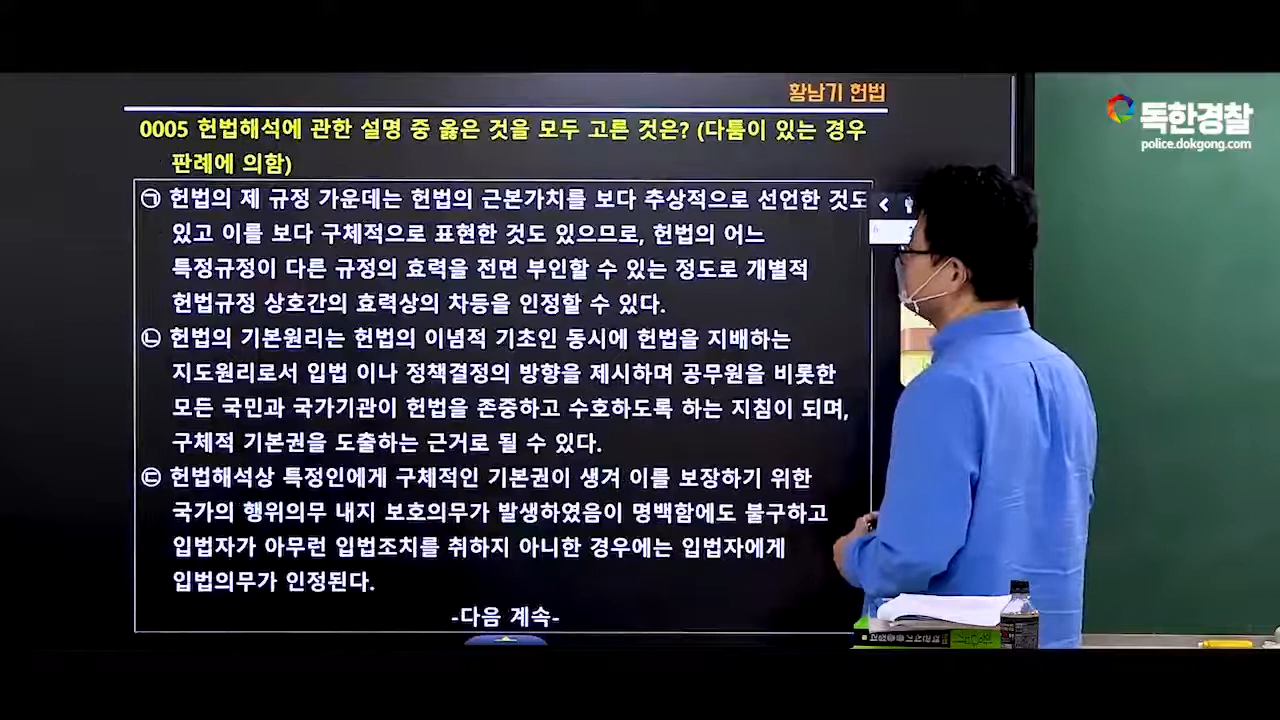 황남기 헌법
독한경찰
police.dokgong.com
0005 헌법해석에 관한 설명 중 옳은 것을 모두 고른 것은? (다툼이 있는 경우
판례에 의함)
㉠ 헌법의 제 규정 가운데는 헌법의 근본가치를 보다 추상적으로 선언한 것도
있고 이를 보다 구체적으로 표현한 것도 있으므로, 헌법의 어느
특정규정이 다른 규정의 효력을 전면 부인할 수 있는 정도로 개별적
헌법규정 상호간의 효력상의 차등을 인정할 수 있다.
㉡ 헌법의 기본원리는 헌법의 이념적 기초인 동시에 헌법을 지배하는
지도원리로서 입법 이나 정책결정의 방향을 제시하며 공무원을 비롯한
모든 국민과 국가기관이 헌법을 존중하고 수호하도록 하는 지침이 되며,
구체적 기본권을 도출하는 근거로 될 수 있다.
㉢ 헌법해석상 특정인에게 구체적인 기본권이 생겨 이를 보장하기 위한
국가의 행위의무 내지 보호의무가 발생하였음이 명백함에도 불구하고
입법자가 아무런 입법조치를 취하지 아니한 경우에는 입법자에게
입법의무가 인정된다.
-다음 계속-